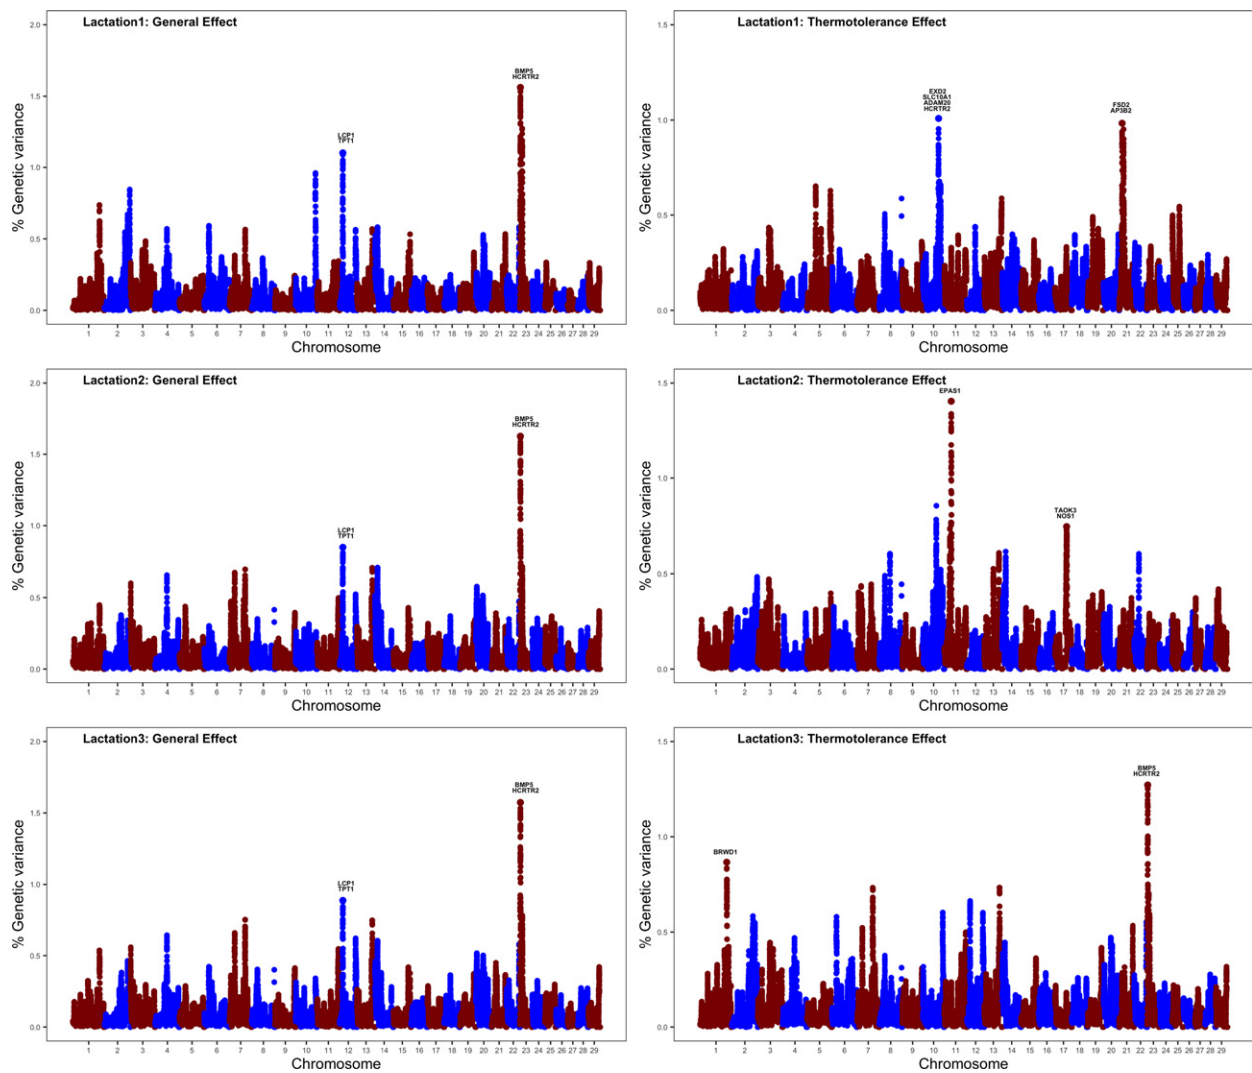 Lactation1: General Effect
% Genetic variance
2.0
1.5
1.0
0.5
0.0
BMP5
HCRTR2
LCP1
TPT1
1 2 3 4 5 6 7 8 9 10 11 12 13 14 15 16 17 18 19 20 21 22 23 24 25 26 27 28 29
Chromosome
Lactation1: Thermotolerance Effect
% Genetic variance
1.5
1.0
0.5
0.0
EXD2
SLC10A1
ADAM20
HCRTR2
FSD2
AP3B2
1 2 3 4 5 6 7 8 9 10 11 12 13 14 15 16 17 18 19 20 21 22 23 24 25 26 27 28 29
Chromosome
Lactation2: General Effect
% Genetic variance
2.0
1.5
1.0
0.5
0.0
BMP5
HCRTR2
LCP1
TPT1
1 2 3 4 5 6 7 8 9 10 11 12 13 14 15 16 17 18 19 20 21 22 23 24 25 26 27 28 29
Chromosome
Lactation2: Thermotolerance Effect
% Genetic variance
1.5
1.0
0.5
0.0
EPAS1
TAOK3
NOS1
1 2 3 4 5 6 7 8 9 10 11 12 13 14 15 16 17 18 19 20 21 22 23 24 25 26 27 28 29
Chromosome
Lactation3: General Effect
% Genetic variance
2.0
1.5
1.0
0.5
0.0
BMP5
HCRTR2
LCP1
TPT1
1 2 3 4 5 6 7 8 9 10 11 12 13 14 15 16 17 18 19 20 21 22 23 24 25 26 27 28 29
Chromosome
Lactation3: Thermotolerance Effect
% Genetic variance
1.5
1.0
0.5
0.0
BMP5
HCRTR2
BRWD1
1 2 3 4 5 6 7 8 9 10 11 12 13 14 15 16 17 18 19 20 21 22 23 24 25 26 27 28 29
Chromosome